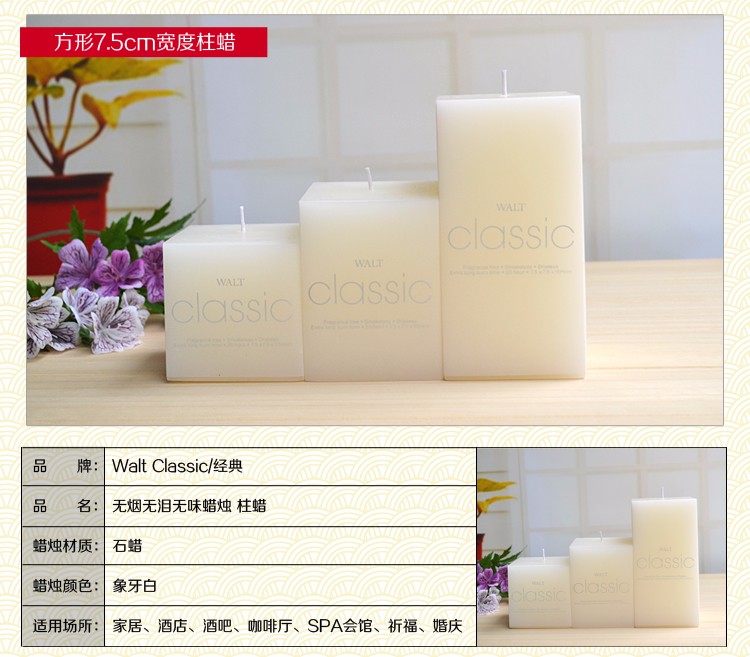 方形7.5cm宽度柱蜡
WALT
classic
WALT
classic
WALT
classic
品 牌: Walt Classic/经典
品 名: 无烟无泪无味蜡烛 柱蜡
蜡烛材质: 石蜡
蜡烛颜色: 象牙白
适用场所: 家居、酒店、酒吧、咖啡厅、SPA会馆、祈福、婚庆
WALT
classic
classic
classic